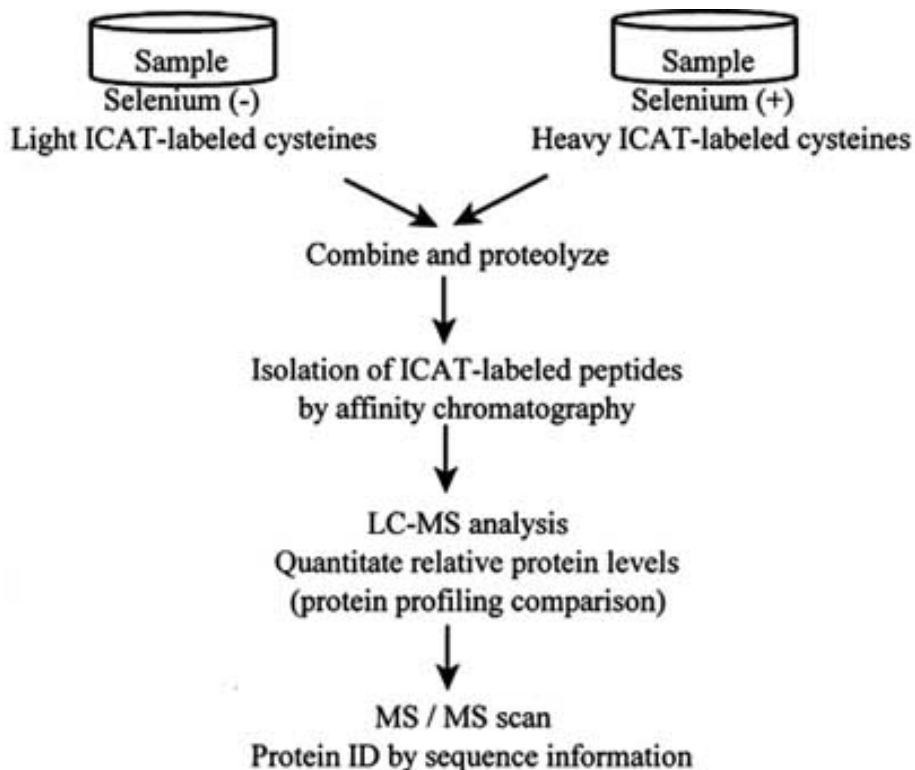 Sample
Selenium (-)
Light ICAT-labeled cysteines
Sample
Selenium (+)
Heavy ICAT-labeled cysteines
Combine and proteolyze
Isolation of ICAT-labeled peptides
by affinity chromatography
LC-MS analysis
Quantitate relative protein levels
(protein profiling comparison)
MS / MS scan
Protein ID by sequence information